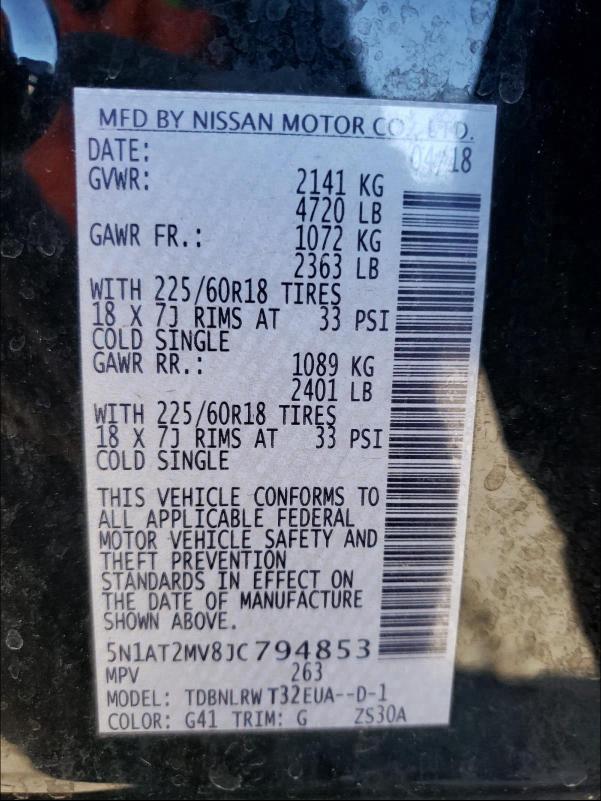 MFD BY NISSAN MOTOR CO., LTD.
DATE: 04/18
GVWR: 2141 KG
4720 LB
GAWR FR.: 1072 KG
2363 LB
WITH 225/60R18 TIRES
18 X 7J RIMS AT 33 PSI
COLD SINGLE
GAWR RR.: 1089 KG
2401 LB
WITH 225/60R18 TIRES
18 X 7J RIMS AT 33 PSI
COLD SINGLE
THIS VEHICLE CONFORMS TO
ALL APPLICABLE FEDERAL
MOTOR VEHICLE SAFETY AND
THEFT PREVENTION
STANDARDS IN EFFECT ON
THE DATE OF MANUFACTURE
SHOWN ABOVE.
5N1AT2MV8JC794853
MPV 263
MODEL: TDBNLRW T32EUA--D-1
COLOR: G41 TRIM: G ZS30A